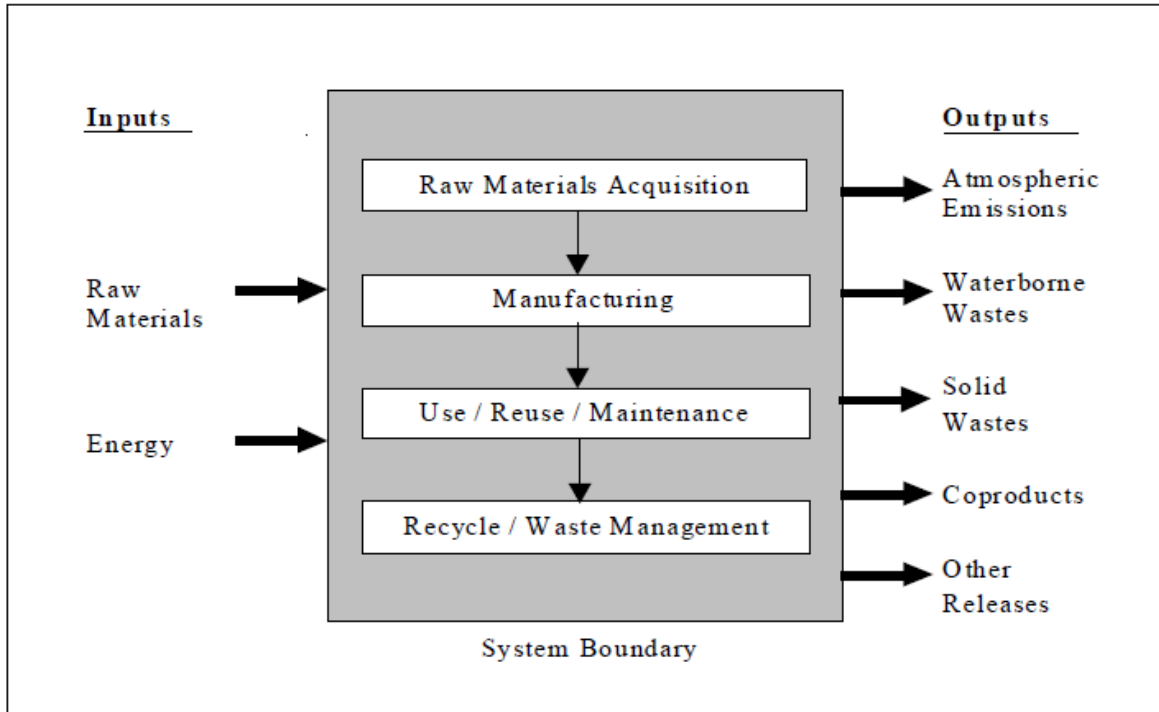 Inputs
Raw
Materials
Energy
Raw Materials Acquisition
Manufacturing
Use / Reuse / Maintenance
Recycle / Waste Management
System Boundary
Outputs
Atmospheric
Emissions
Waterborne
Wastes
Solid
Wastes
Coproducts
Other
Releases